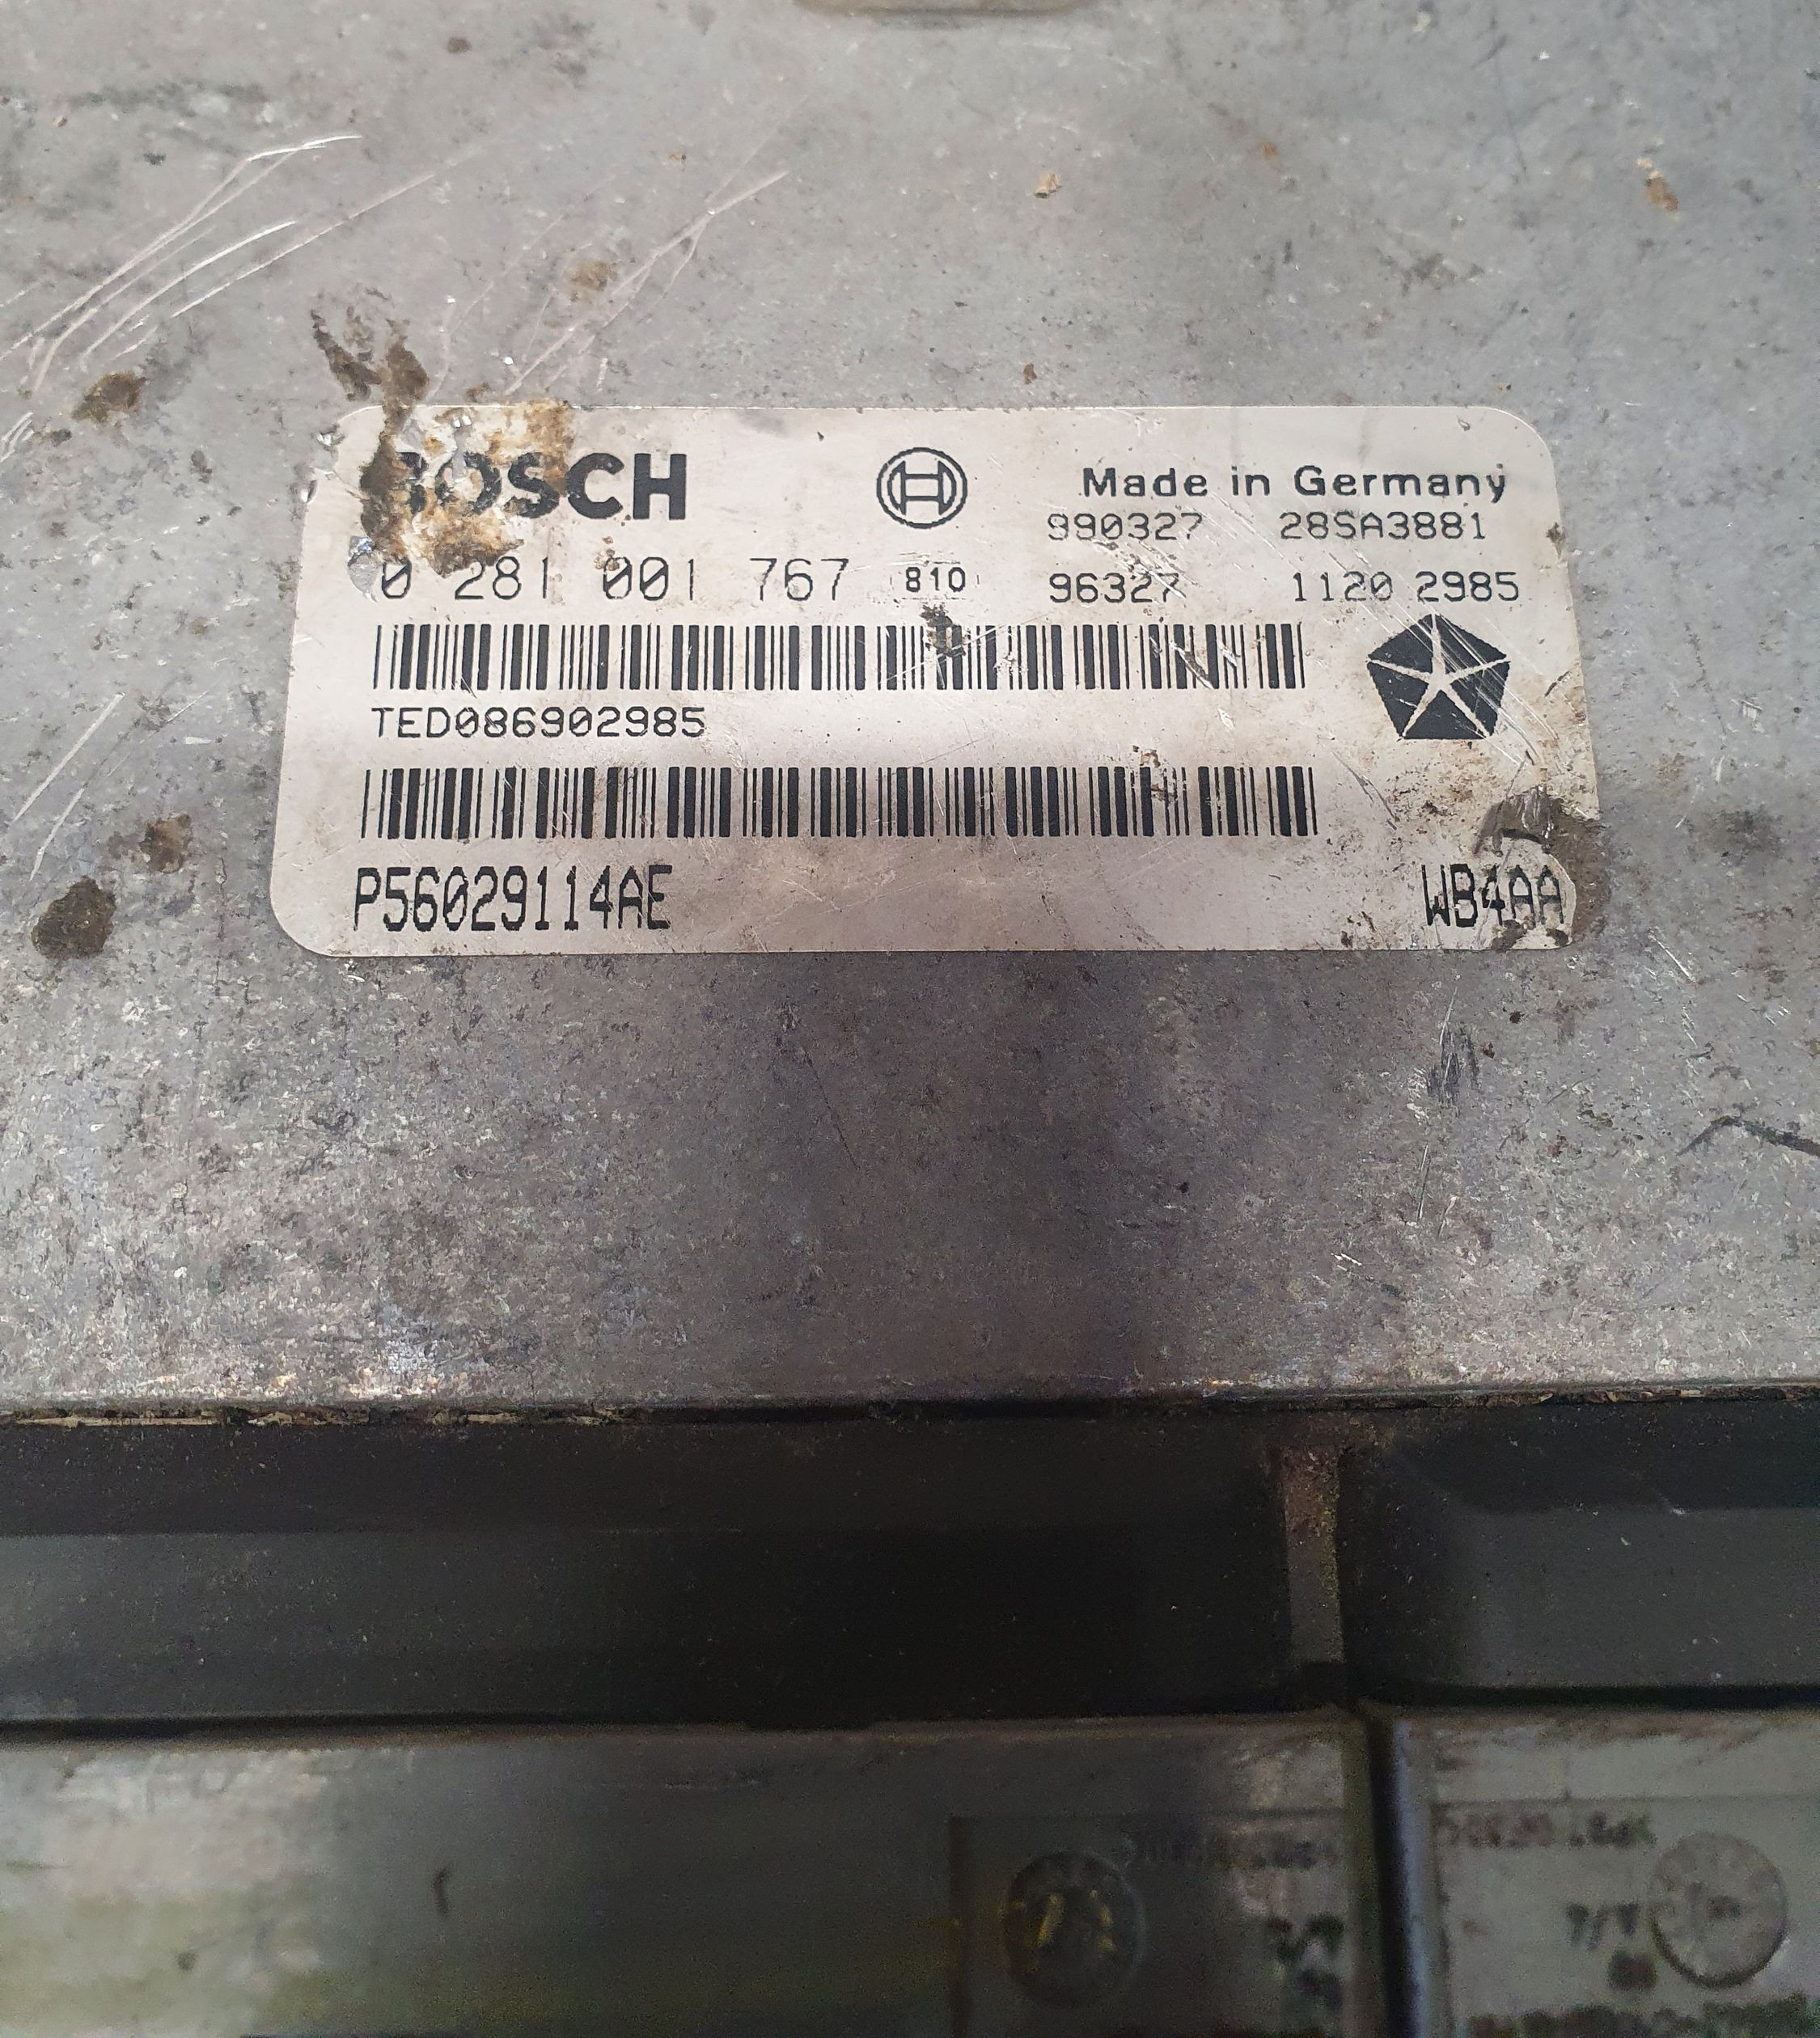 BOSCH
Made in Germany
990327 28SA3881
0 281 001 767 810 96327 1120 2985
TED086902985
P56029114AE WB4AA